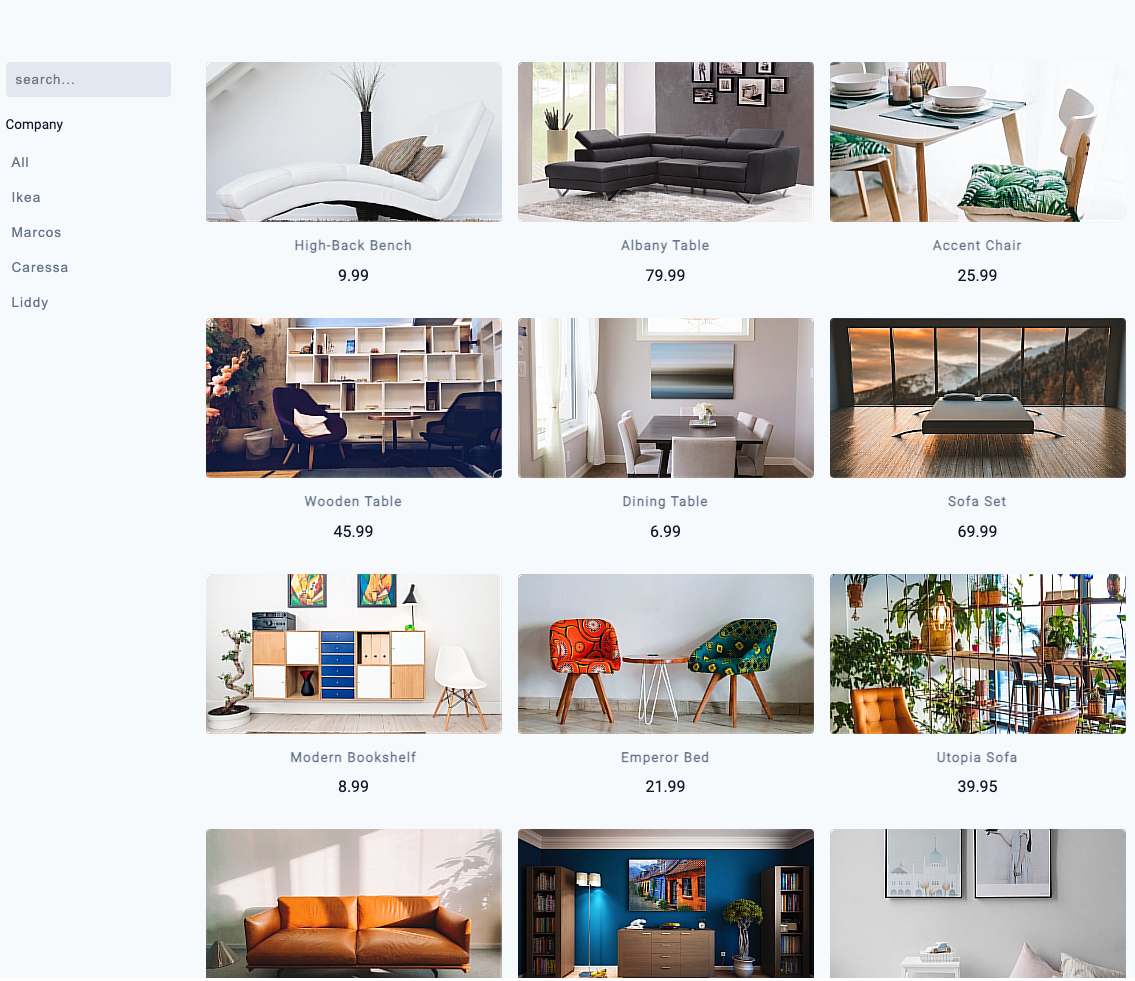 search...
Company
All
Ikea
Marcos
Caressa
Liddy
High-Back Bench
9.99
Albany Table
79.99
Accent Chair
25.99
Wooden Table
45.99
Dining Table
6.99
Sofa Set
69.99
Modern Bookshelf
8.99
Emperor Bed
21.99
Utopia Sofa
39.95